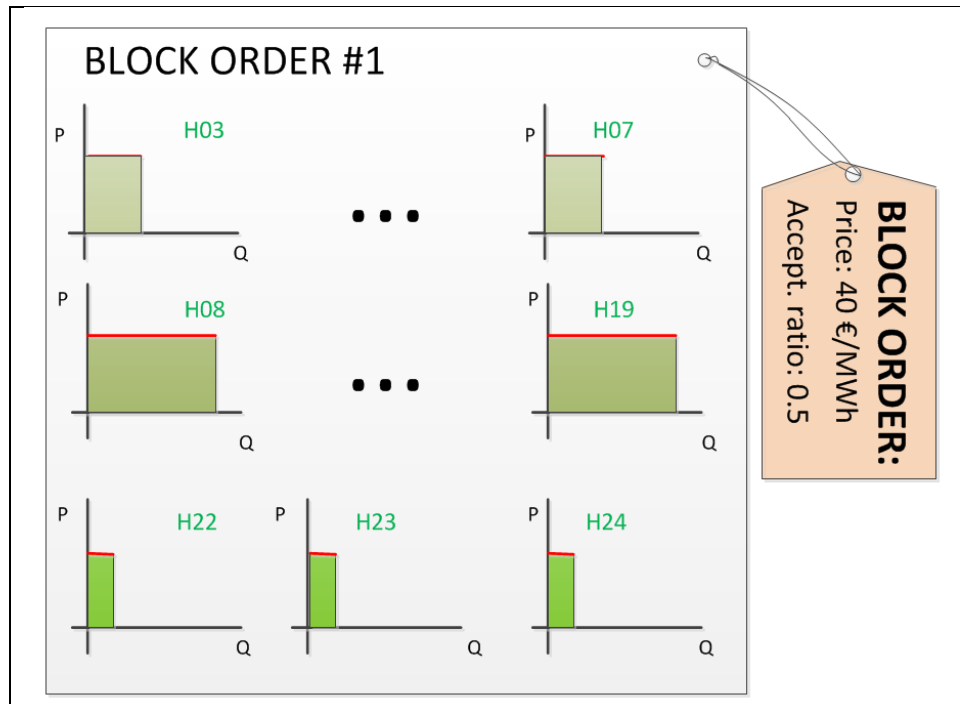 BLOCK ORDER #1
P
H03
Q
P
H07
Q
P
H08
Q
P
H19
Q
P
H22
Q
P
H23
Q
P
H24
Q
BLOCK ORDER:
Price: 40 €/MWh
Accept. ratio: 0.5